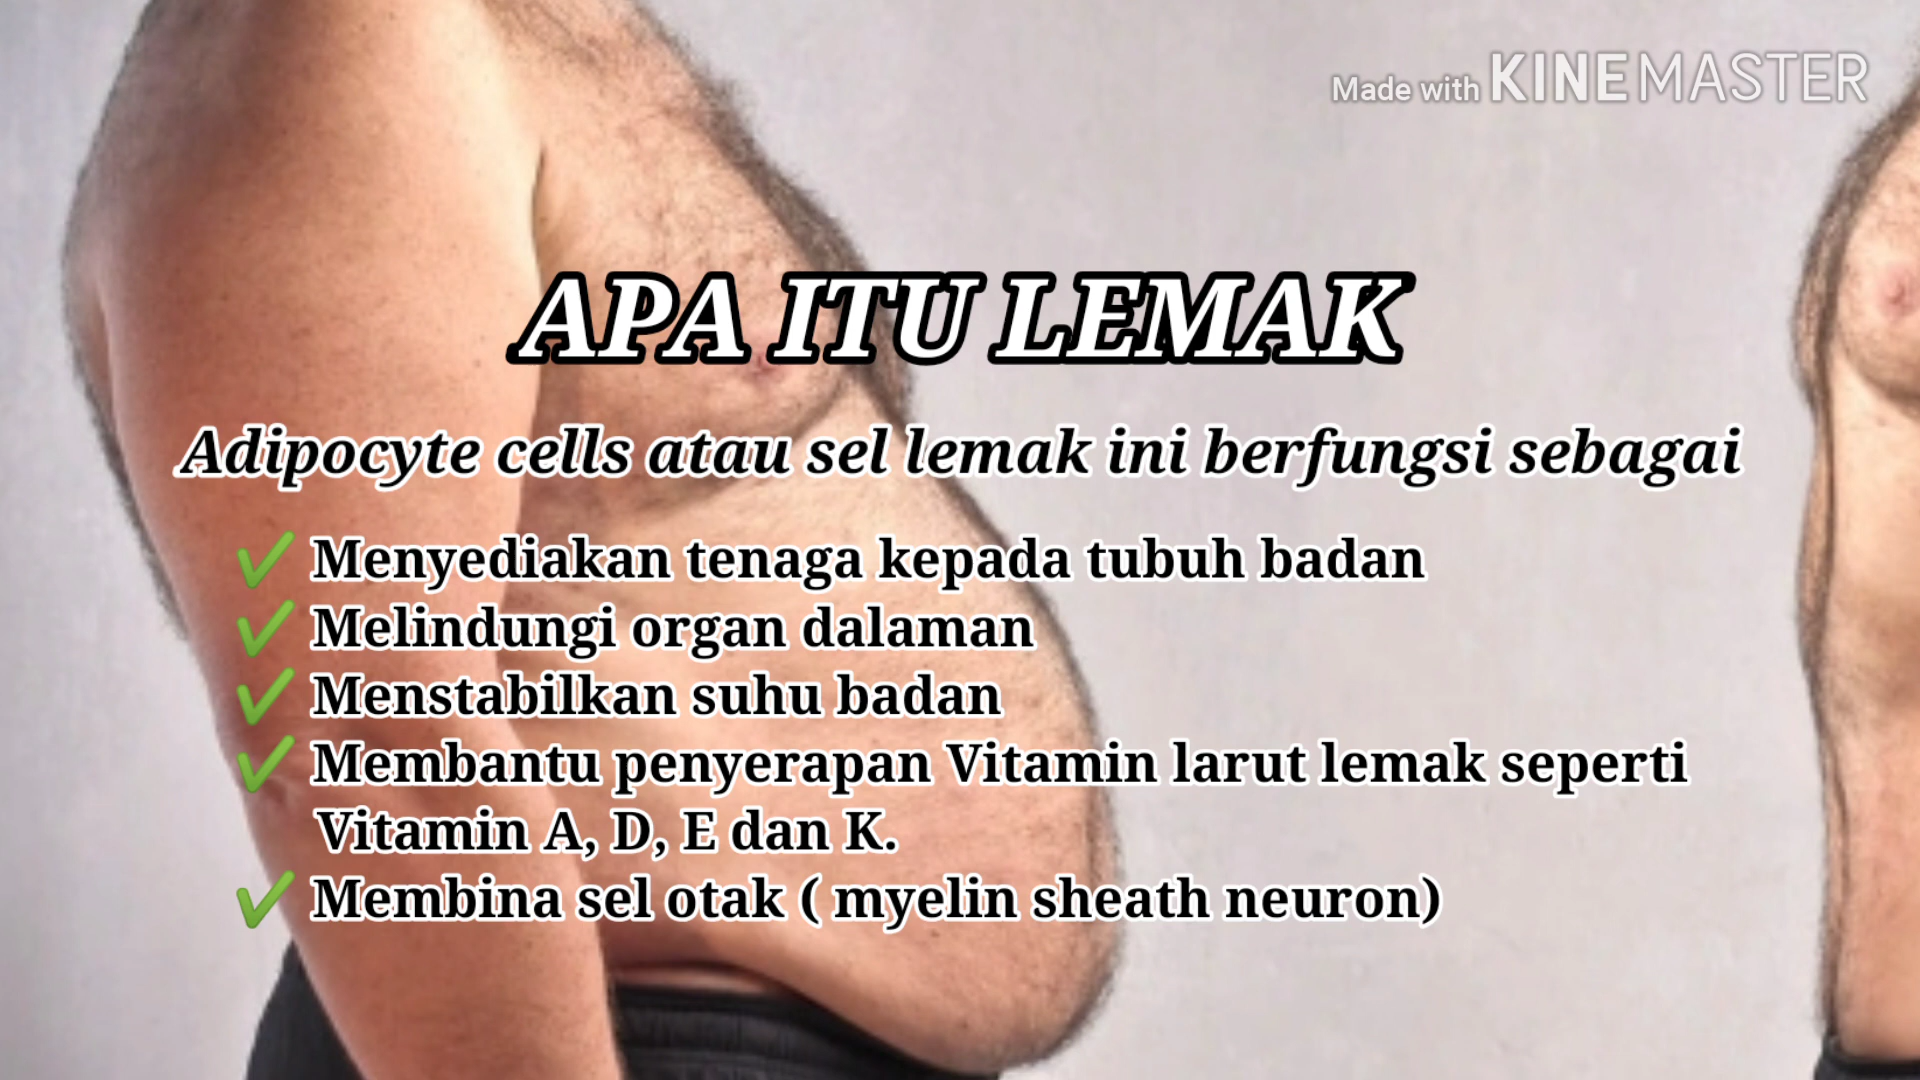 Made with KINEMASTER
APA ITU LEMAK
Adipocyte cells atau sel lemak ini berfungsi sebagai
✔ Menyediakan tenaga kepada tubuh badan
✔ Melindungi organ dalaman
✔ Menstabilkan suhu badan
✔ Membantu penyerapan Vitamin larut lemak seperti
Vitamin A, D, E dan K.
✔ Membina sel otak ( myelin sheath neuron)